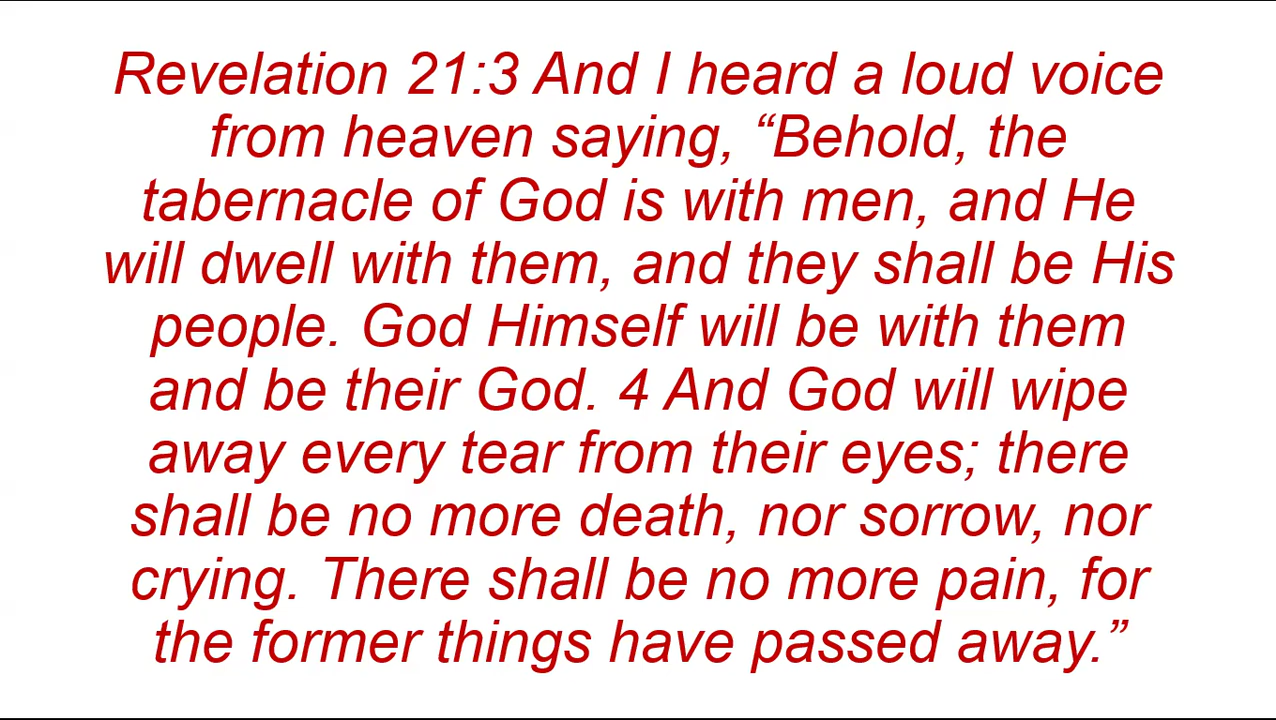 Revelation 21:3 And I heard a loud voice
from heaven saying, “Behold, the
tabernacle of God is with men, and He
will dwell with them, and they shall be His
people. God Himself will be with them
and be their God. 4 And God will wipe
away every tear from their eyes; there
shall be no more death, nor sorrow, nor
crying. There shall be no more pain, for
the former things have passed away.”